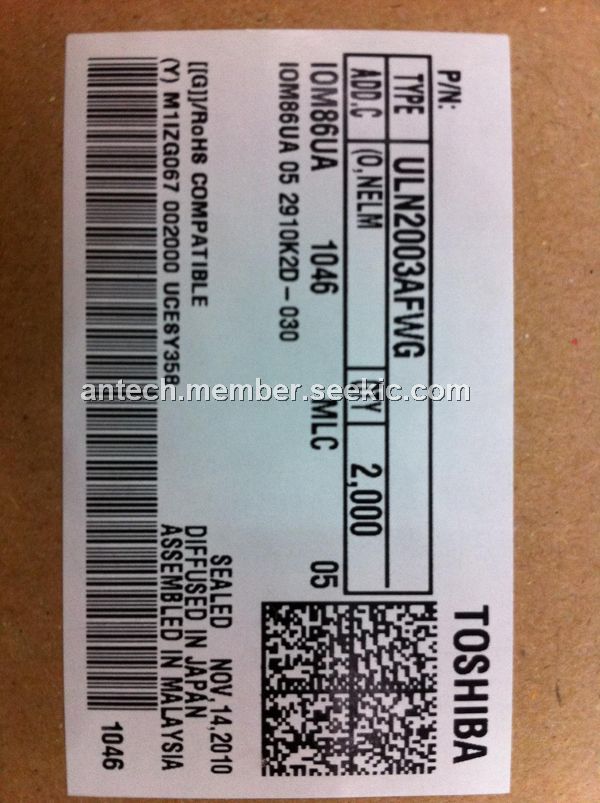 TOSHIBA
P/N:
TYPE ULN2003AFWG
ADD.C (O,NELM QTY 2,000
IOM86UA 1046 MLC 05
IOM86UA 05 2910K2D-030
SEALED NOV,14,2010
DIFFUSED IN JAPAN
[[G]]/RoHS COMPATIBLE ASSEMBLED IN MALAYSIA
(Y) M11ZG067 002000 UCE8Y358
1046
antech.member.seekic.com